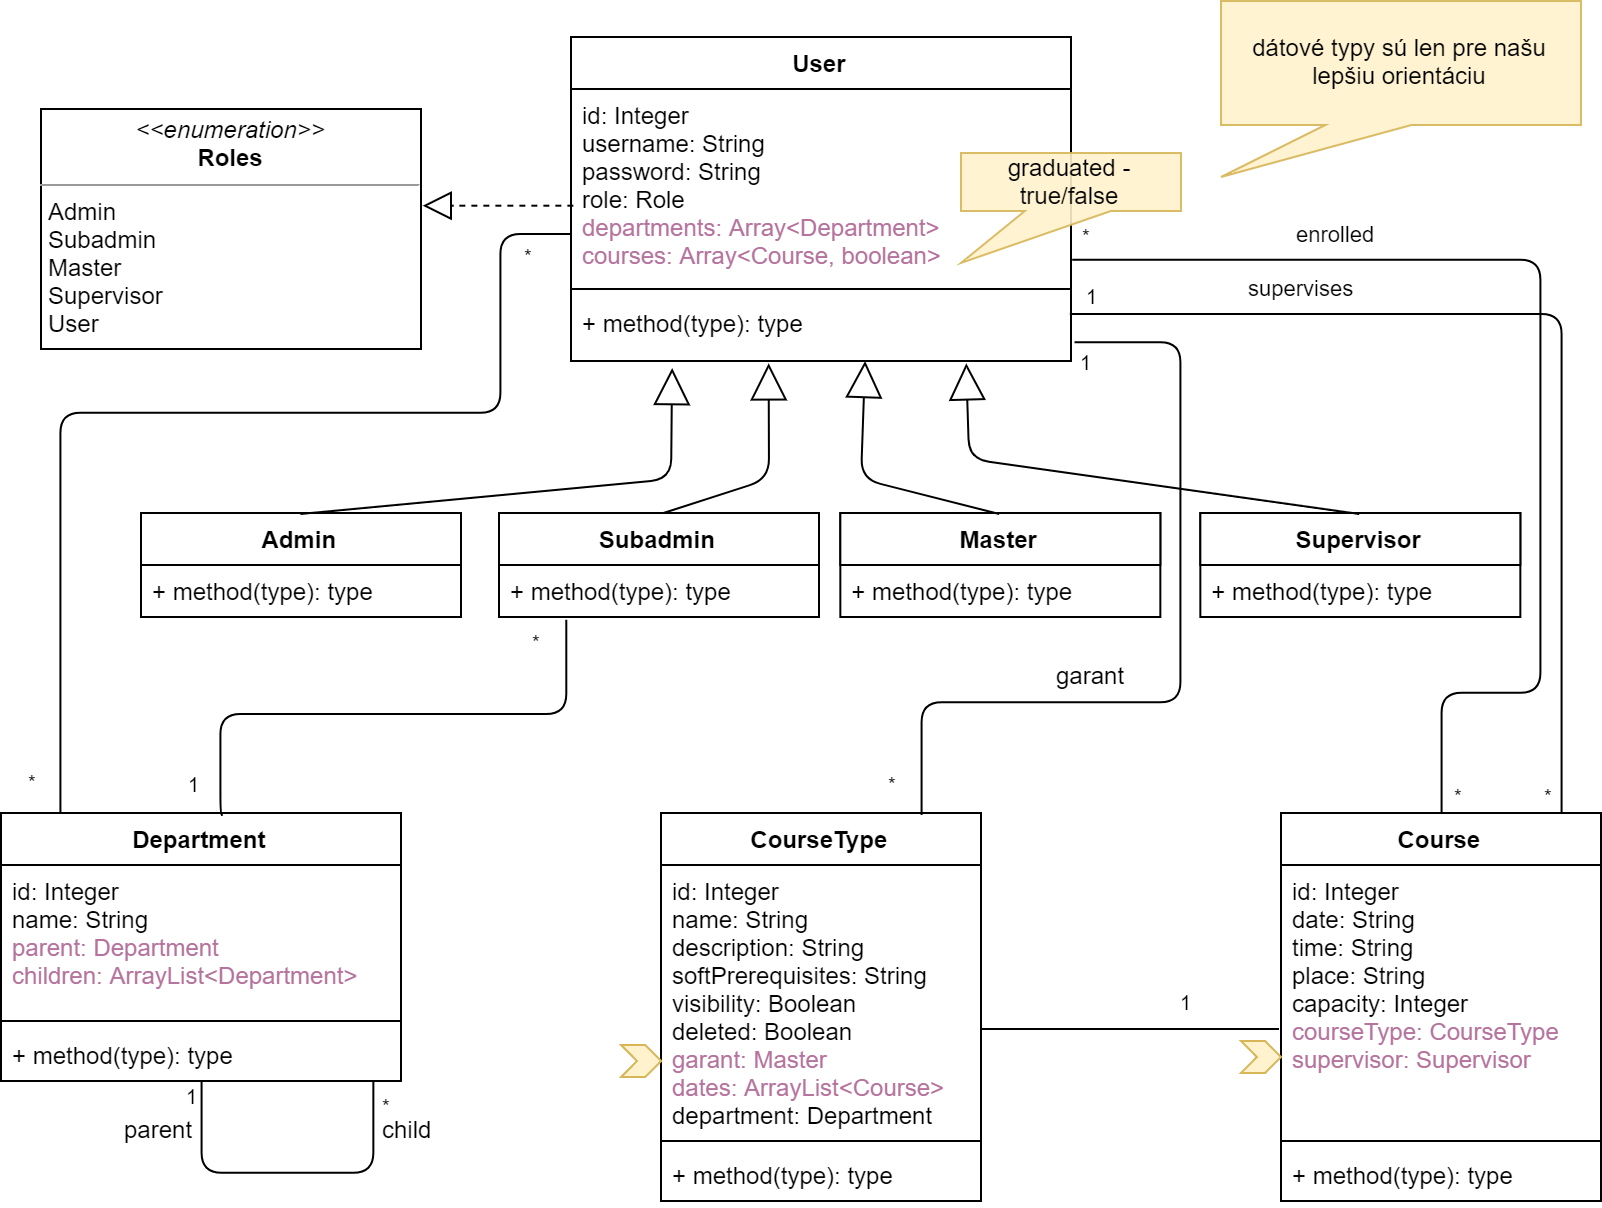 dátové typy sú len pre našu
lepšiu orientáciu
User
id: Integer
username: String
password: String
role: Role
departments: Array<Department>
courses: Array<Course, boolean>
+ method(type): type
graduated -
true/false
<<enumeration>>
Roles
Admin
Subadmin
Master
Supervisor
User
*
*
enrolled
1
supervises
1
Admin
+ method(type): type
Subadmin
+ method(type): type
Master
+ method(type): type
Supervisor
+ method(type): type
*
garant
*
1
*
*
*
Department
id: Integer
name: String
parent: Department
children: ArrayList<Department>
+ method(type): type
1
*
parent
child
CourseType
id: Integer
name: String
description: String
softPrerequisites: String
visibility: Boolean
deleted: Boolean
garant: Master
dates: ArrayList<Course>
department: Department
+ method(type): type
1
Course
id: Integer
date: String
time: String
place: String
capacity: Integer
courseType: CourseType
supervisor: Supervisor
+ method(type): type